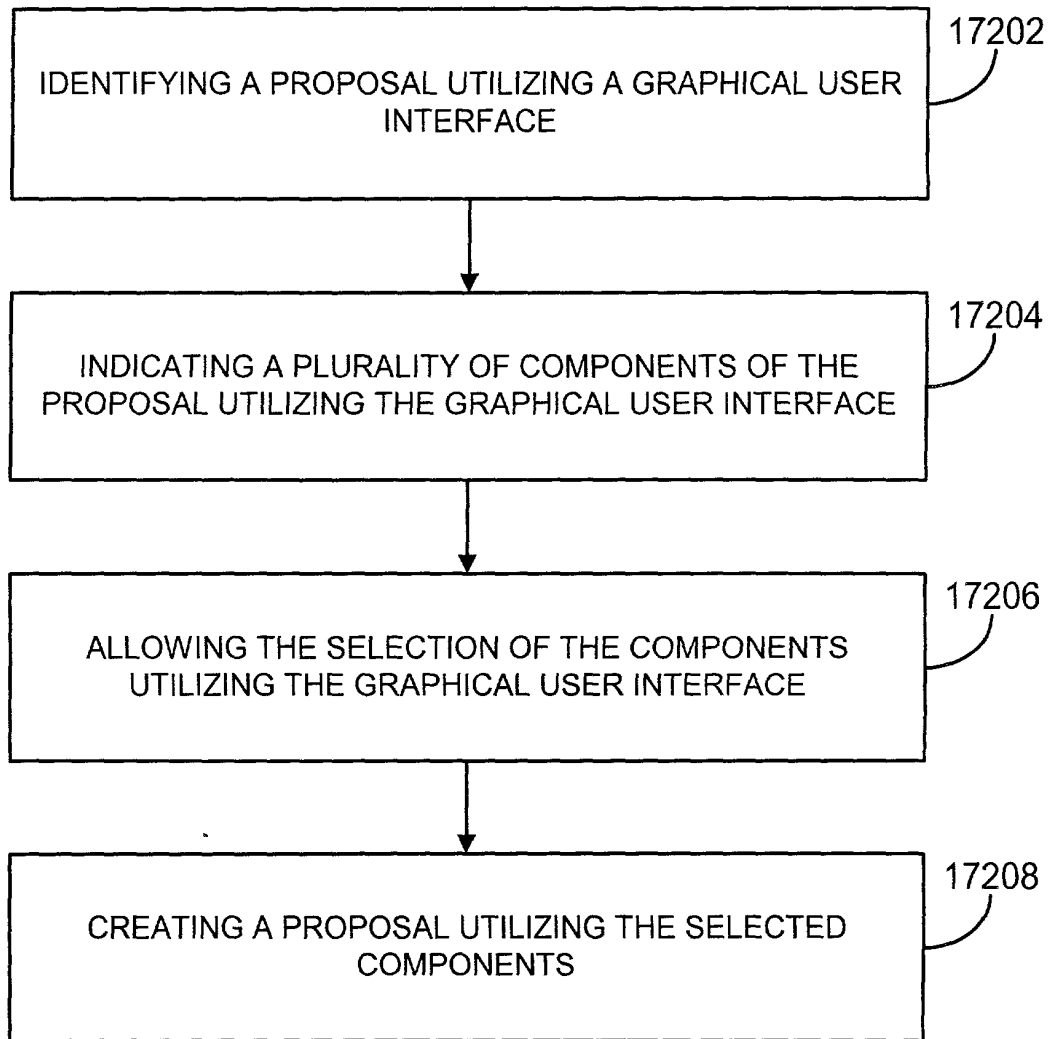 17202
IDENTIFYING A PROPOSAL UTILIZING A GRAPHICAL USER
INTERFACE
17204
INDICATING A PLURALITY OF COMPONENTS OF THE
PROPOSAL UTILIZING THE GRAPHICAL USER INTERFACE
17206
ALLOWING THE SELECTION OF THE COMPONENTS
UTILIZING THE GRAPHICAL USER INTERFACE
17208
CREATING A PROPOSAL UTILIZING THE SELECTED
COMPONENTS